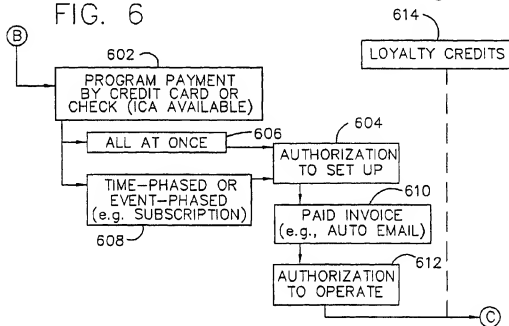 FIG. 6
B
602
614
LOYALTY CREDITS
PROGRAM PAYMENT
BY CREDIT CARD OR
CHECK (ICA AVAILABLE)
606
604
ALL AT ONCE
AUTHORIZATION
TO SET UP
TIME-PHASED OR
EVENT-PHASED
(e.g. SUBSCRIPTION)
608
610
PAID INVOICE
(e.g., AUTO EMAIL)
612
AUTHORIZATION
TO OPERATE
C